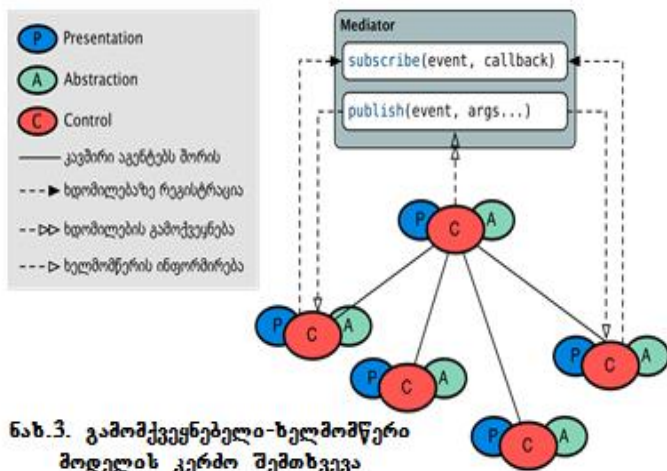 P Presentation
A Abstraction
C Control
კავშირი აგენტებს შორის
ხდომილებაზე რეგისტრაცია
ხდომილების გამოქვეყნება
ხელმომწერის ინფორმირება
Mediator
subscribe(event, callback)
publish(event, args...)
P C A
P C A
P C A
P C A
P C A
ნახ.3. გამომქვეყნებელი-ხელმომწერი
მოდელის კერძო შემთხვევა